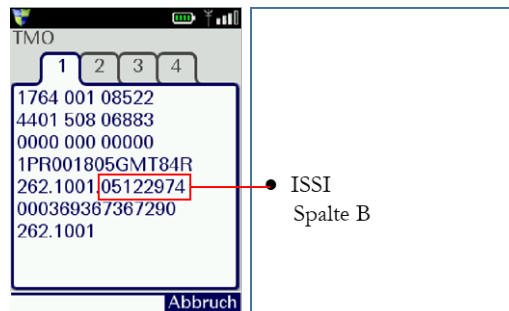 TMO
1 2 3 4
1764 001 08522
4401 508 06883
0000 000 00000
1PR001805GMT84R
262.1001.05122974
000369367367290
262.1001
Abbruch
ISSI
Spalte B